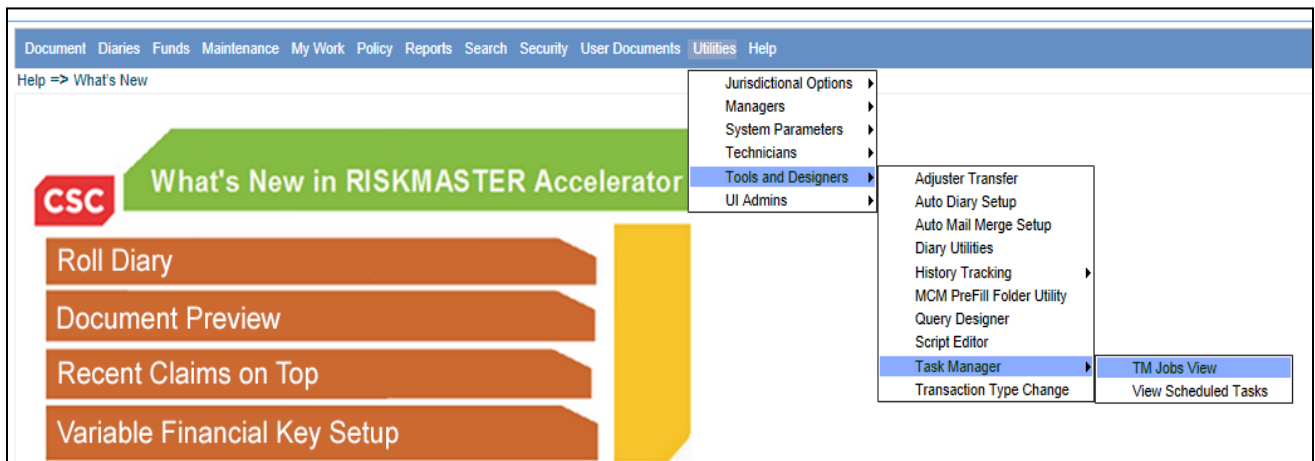 Document Diaries Funds Maintenance My Work Policy Reports Search Security User Documents Utilities Help
Help => What's New
Jurisdictional Options
Managers
System Parameters
Technicians
Tools and Designers
UI Admins
Adjuster Transfer
Auto Diary Setup
Auto Mail Merge Setup
Diary Utilities
History Tracking
MCM PreFill Folder Utility
Query Designer
Script Editor
Task Manager
Transaction Type Change
TM Jobs View
View Scheduled Tasks
CSC
What's New in RISKMASTER Accelerator
Roll Diary
Document Preview
Recent Claims on Top
Variable Financial Key Setup